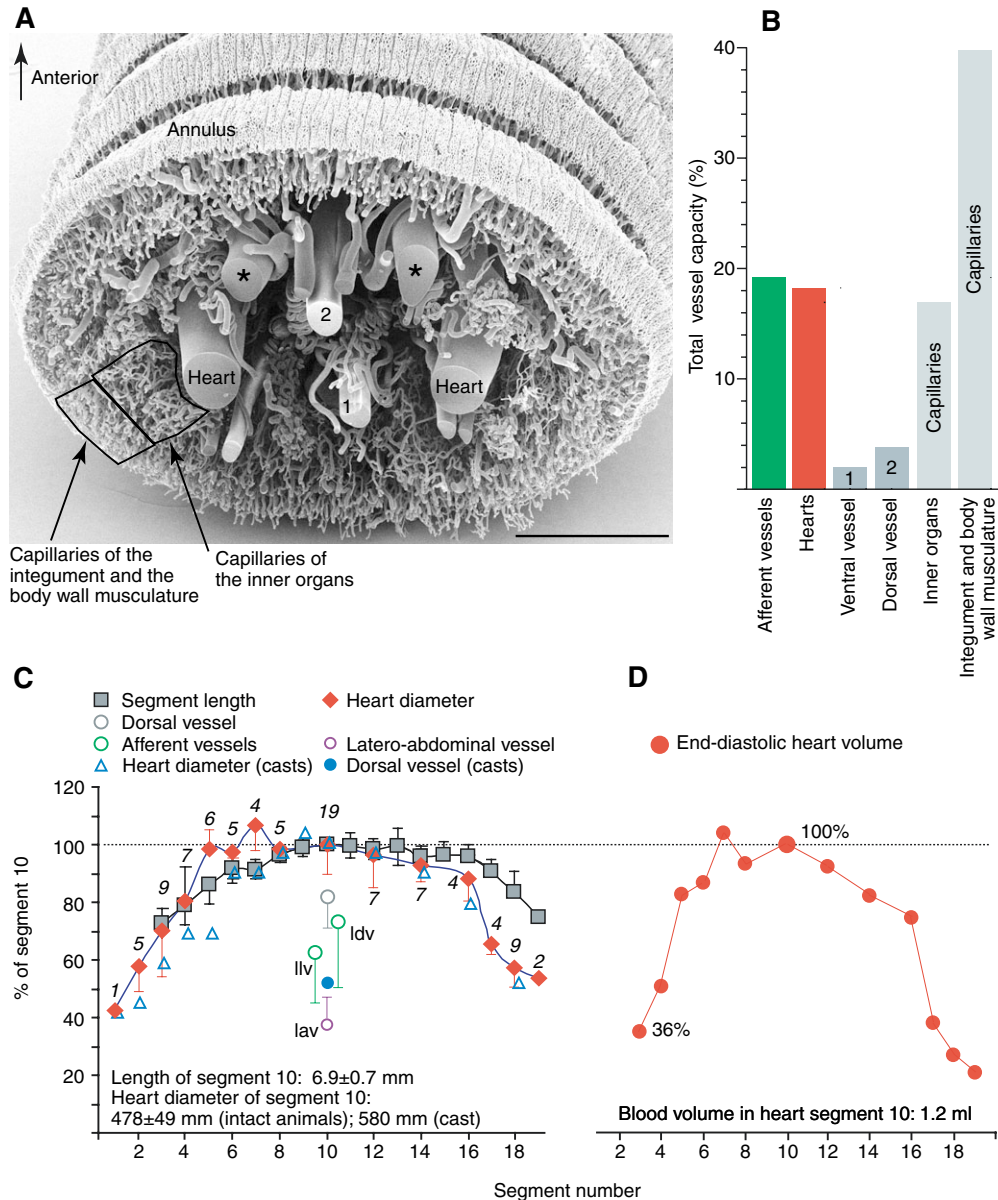 A
Anterior
Annulus
*
*
2
Heart
Heart
1
Capillaries of the
integument and the
body wall musculature
Capillaries of
the inner organs
B
Total vessel capacity (%)
40
30
20
10
1
2
Capillaries
Capillaries
Afferent vessels
Hearts
Ventral vessel
Dorsal vessel
Inner organs
Integument and body
wall musculature
C
Segment length
Dorsal vessel
Afferent vessels
Heart diameter (casts)
Heart diameter
Latero-abdominal vessel
Dorsal vessel (casts)
% of segment 10
120
100
80
60
40
20
1
5
9
7
6
5
4
5
19
7
7
4
4
9
2
ldv
llv
lav
Length of segment 10: 6.9±0.7 mm
Heart diameter of segment 10:
478±49 mm (intact animals); 580 mm (cast)
2 4 6 8 10 12 14 16 18
D
End-diastolic heart volume
100%
36%
Blood volume in heart segment 10: 1.2 ml
2 4 6 8 10 12 14 16 18
Segment number